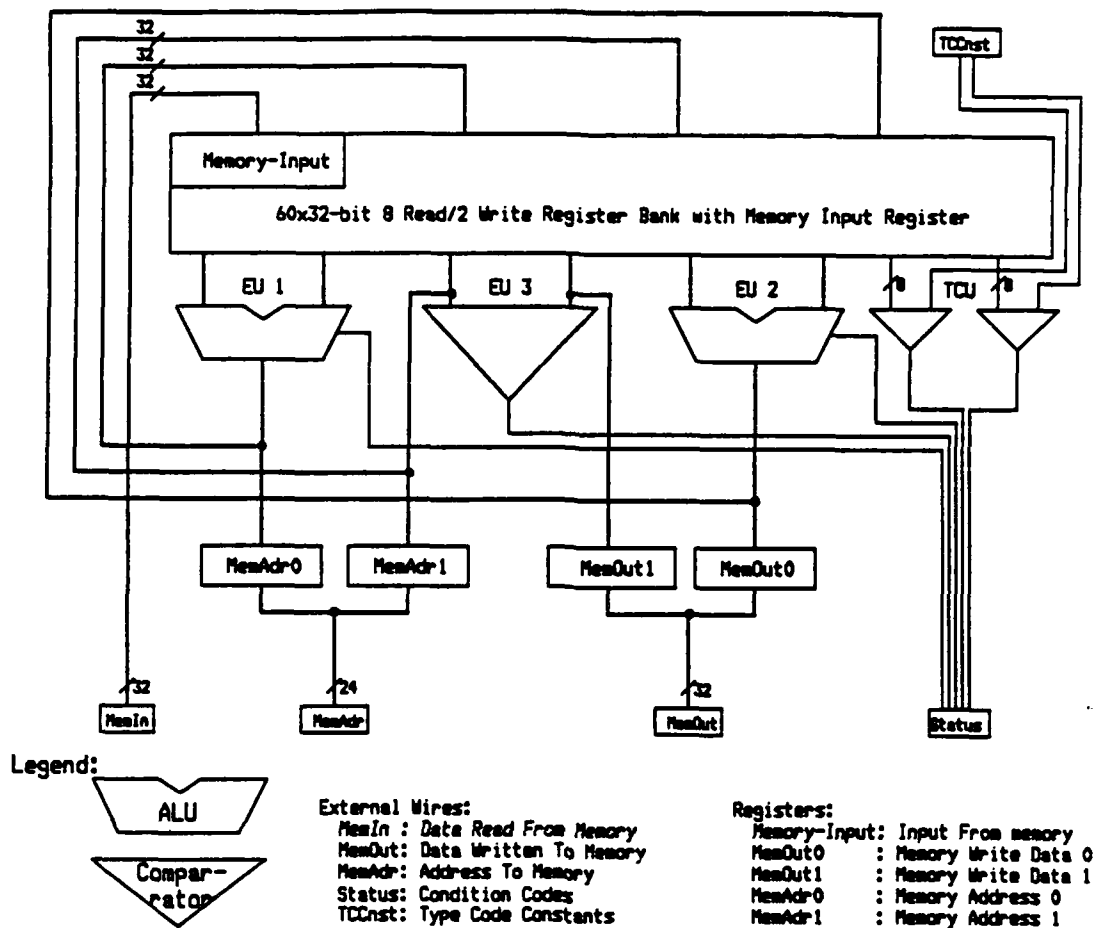 32
TCCnst
32
32
Memory-Input
60x32-bit 8 Read/2 Write Register Bank with Memory Input Register
EU 1
EU 3
EU 2
8
TCU
8
MemAdr0
MemAdr1
MemOut1
MemOut0
32
24
32
MemIn
MemAdr
MemOut
Status
Legend:
ALU
Compar-
rator
External Wires:
MemIn : Data Read From Memory
MemOut: Data Written To Memory
MemAdr: Address To Memory
Status: Condition Codes
TCCnst: Type Code Constants
Registers:
Memory-Input: Input From memory
MemOut0 : Memory Write Data 0
MemOut1 : Memory Write Data 1
MemAdr0 : Memory Address 0
MemAdr1 : Memory Address 1